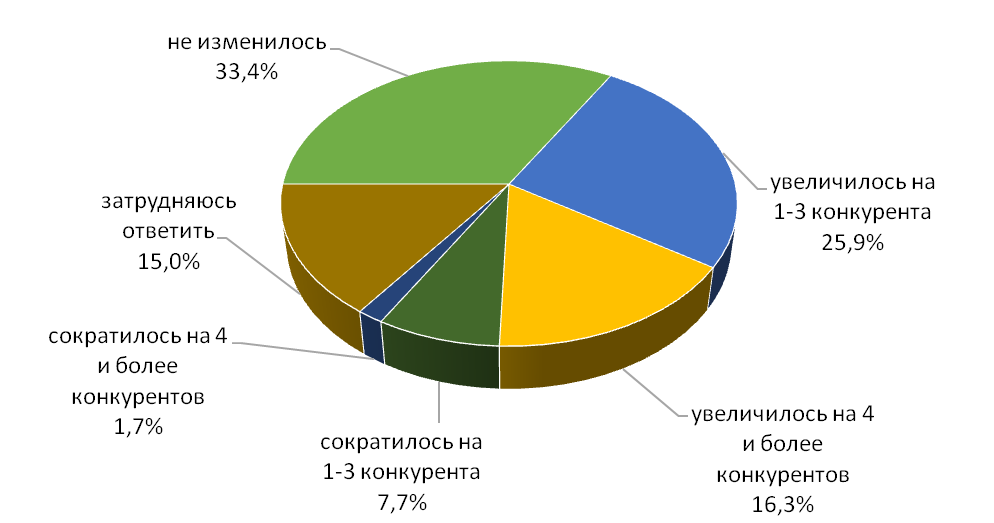 не изменилось
33,4%
увеличилось на
1-3 конкурента
25,9%
затрудняюсь
ответить
15,0%
сократилось на 4
и более
конкурентов
1,7%
сократилось на
1-3 конкурента
7,7%
увеличилось на 4
и более
конкурентов
16,3%